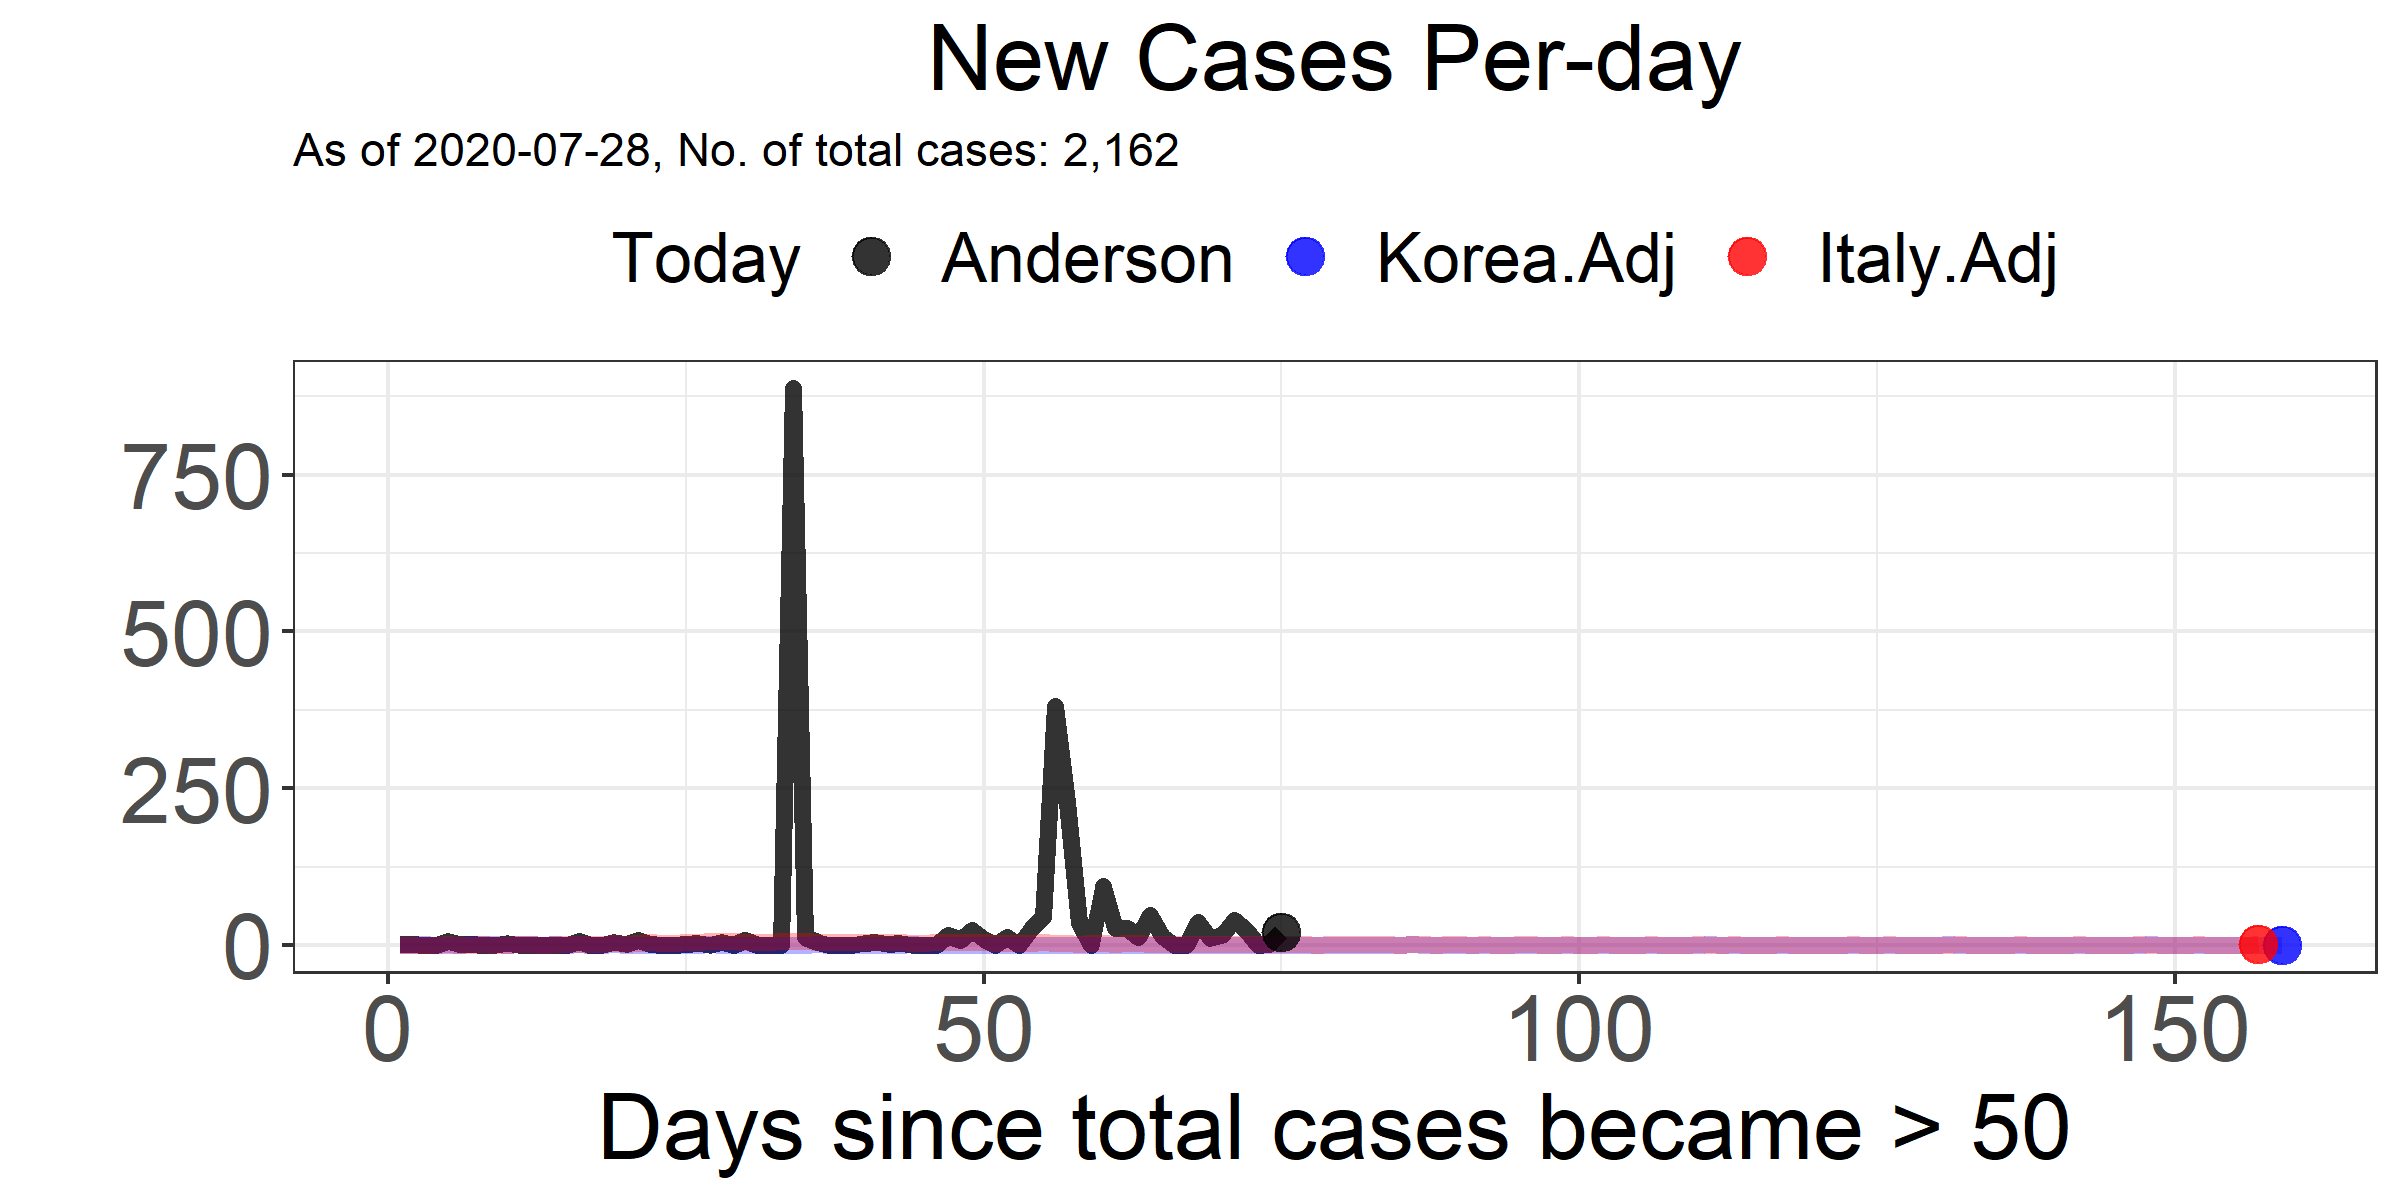 New Cases Per-day
As of 2020-07-28, No. of total cases: 2,162
Today Anderson Korea.Adj Italy.Adj
750
500
250
0
0 50 100 150
Days since total cases became > 50